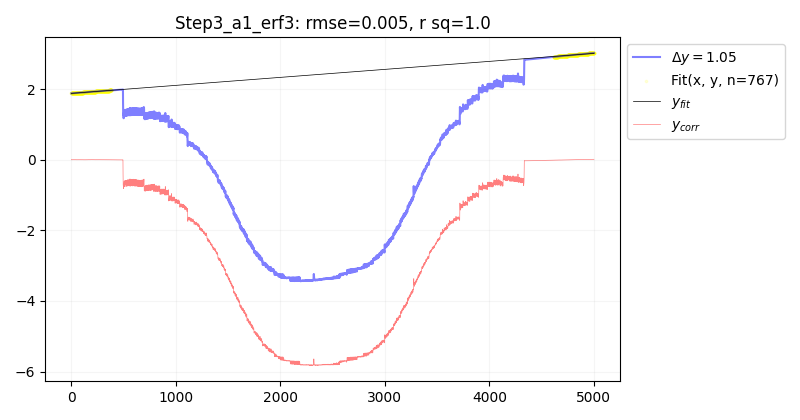 Step3_a1_erf3: rmse=0.005, r sq=1.0
2
0
−2
−4
−6
0
1000
2000
3000
4000
5000
Δy = 1.05
Fit(x, y, n=767)
y_fit
y_corr